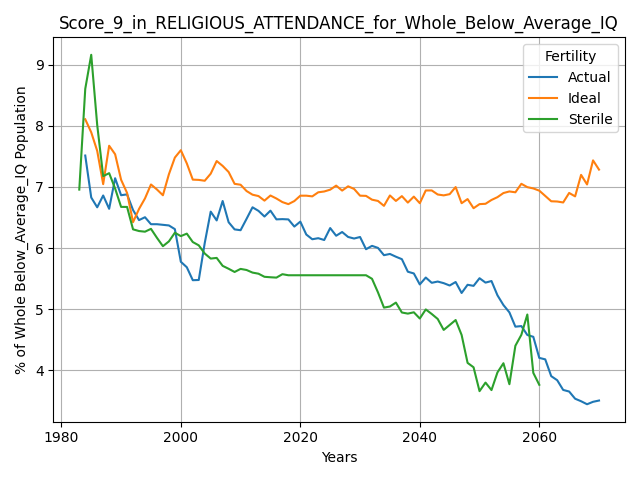 Score_9_in_RELIGIOUS_ATTENDANCE_for_Whole_Below_Average_IQ
Fertility
Actual
Ideal
Sterile
% of Whole Below_Average_IQ Population
9
8
7
6
5
4
1980
2000
2020
2040
2060
Years